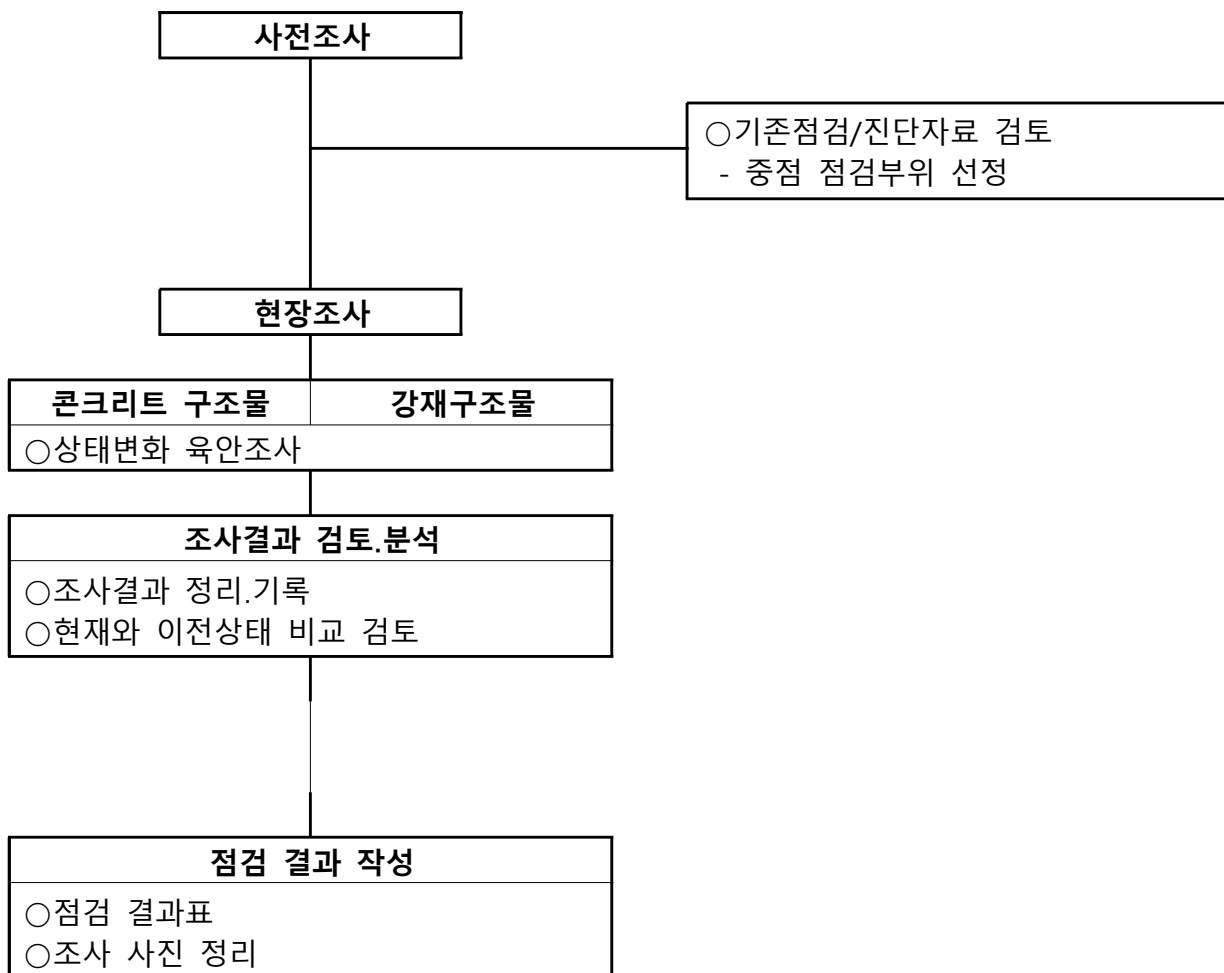 사전조사
○기존점검/진단자료 검토
- 중점 점검부위 선정
현장조사
콘크리트 구조물 강재구조물
○상태변화 육안조사
조사결과 검토.분석
○조사결과 정리.기록
○현재와 이전상태 비교 검토
점검 결과 작성
○점검 결과표
○조사 사진 정리